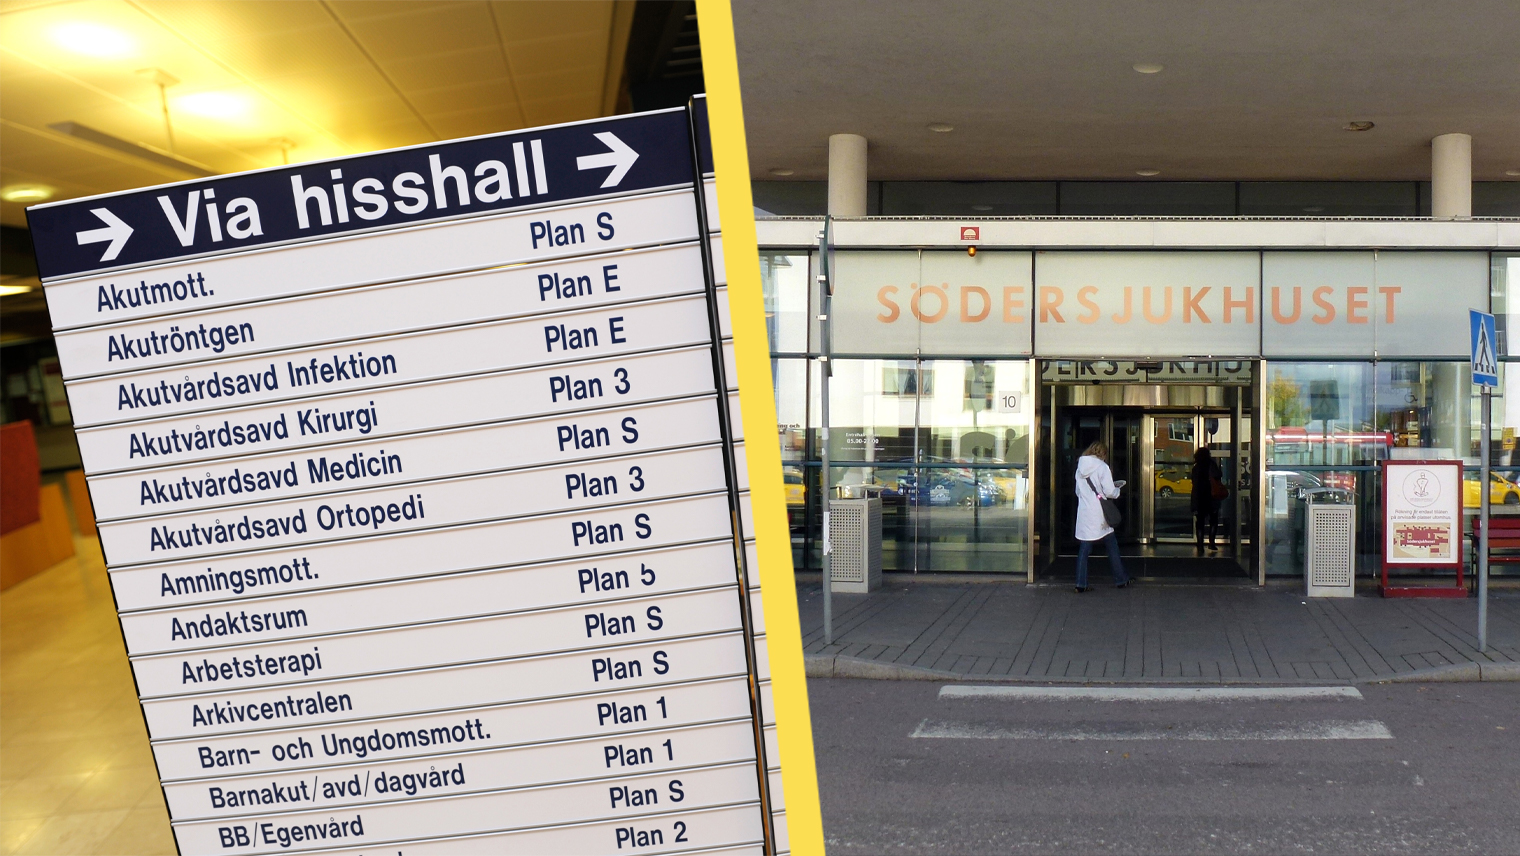 Via hisshall
Akutmott. Plan S
Akutröntgen Plan E
Akutvårdsavd Infektion Plan E
Akutvårdsavd Kirurgi Plan 3
Akutvårdsavd Medicin Plan S
Akutvårdsavd Ortopedi Plan 3
Amningsmott. Plan S
Andaktsrum Plan 5
Arbetsterapi Plan S
Arkivcentralen Plan S
Barn- och Ungdomsmott. Plan 1
Barnakut/avd/dagvård Plan 1
BB/Egenvård Plan S
Plan 2
SÖDERSJUKHUSET
DERSJUKHU
10